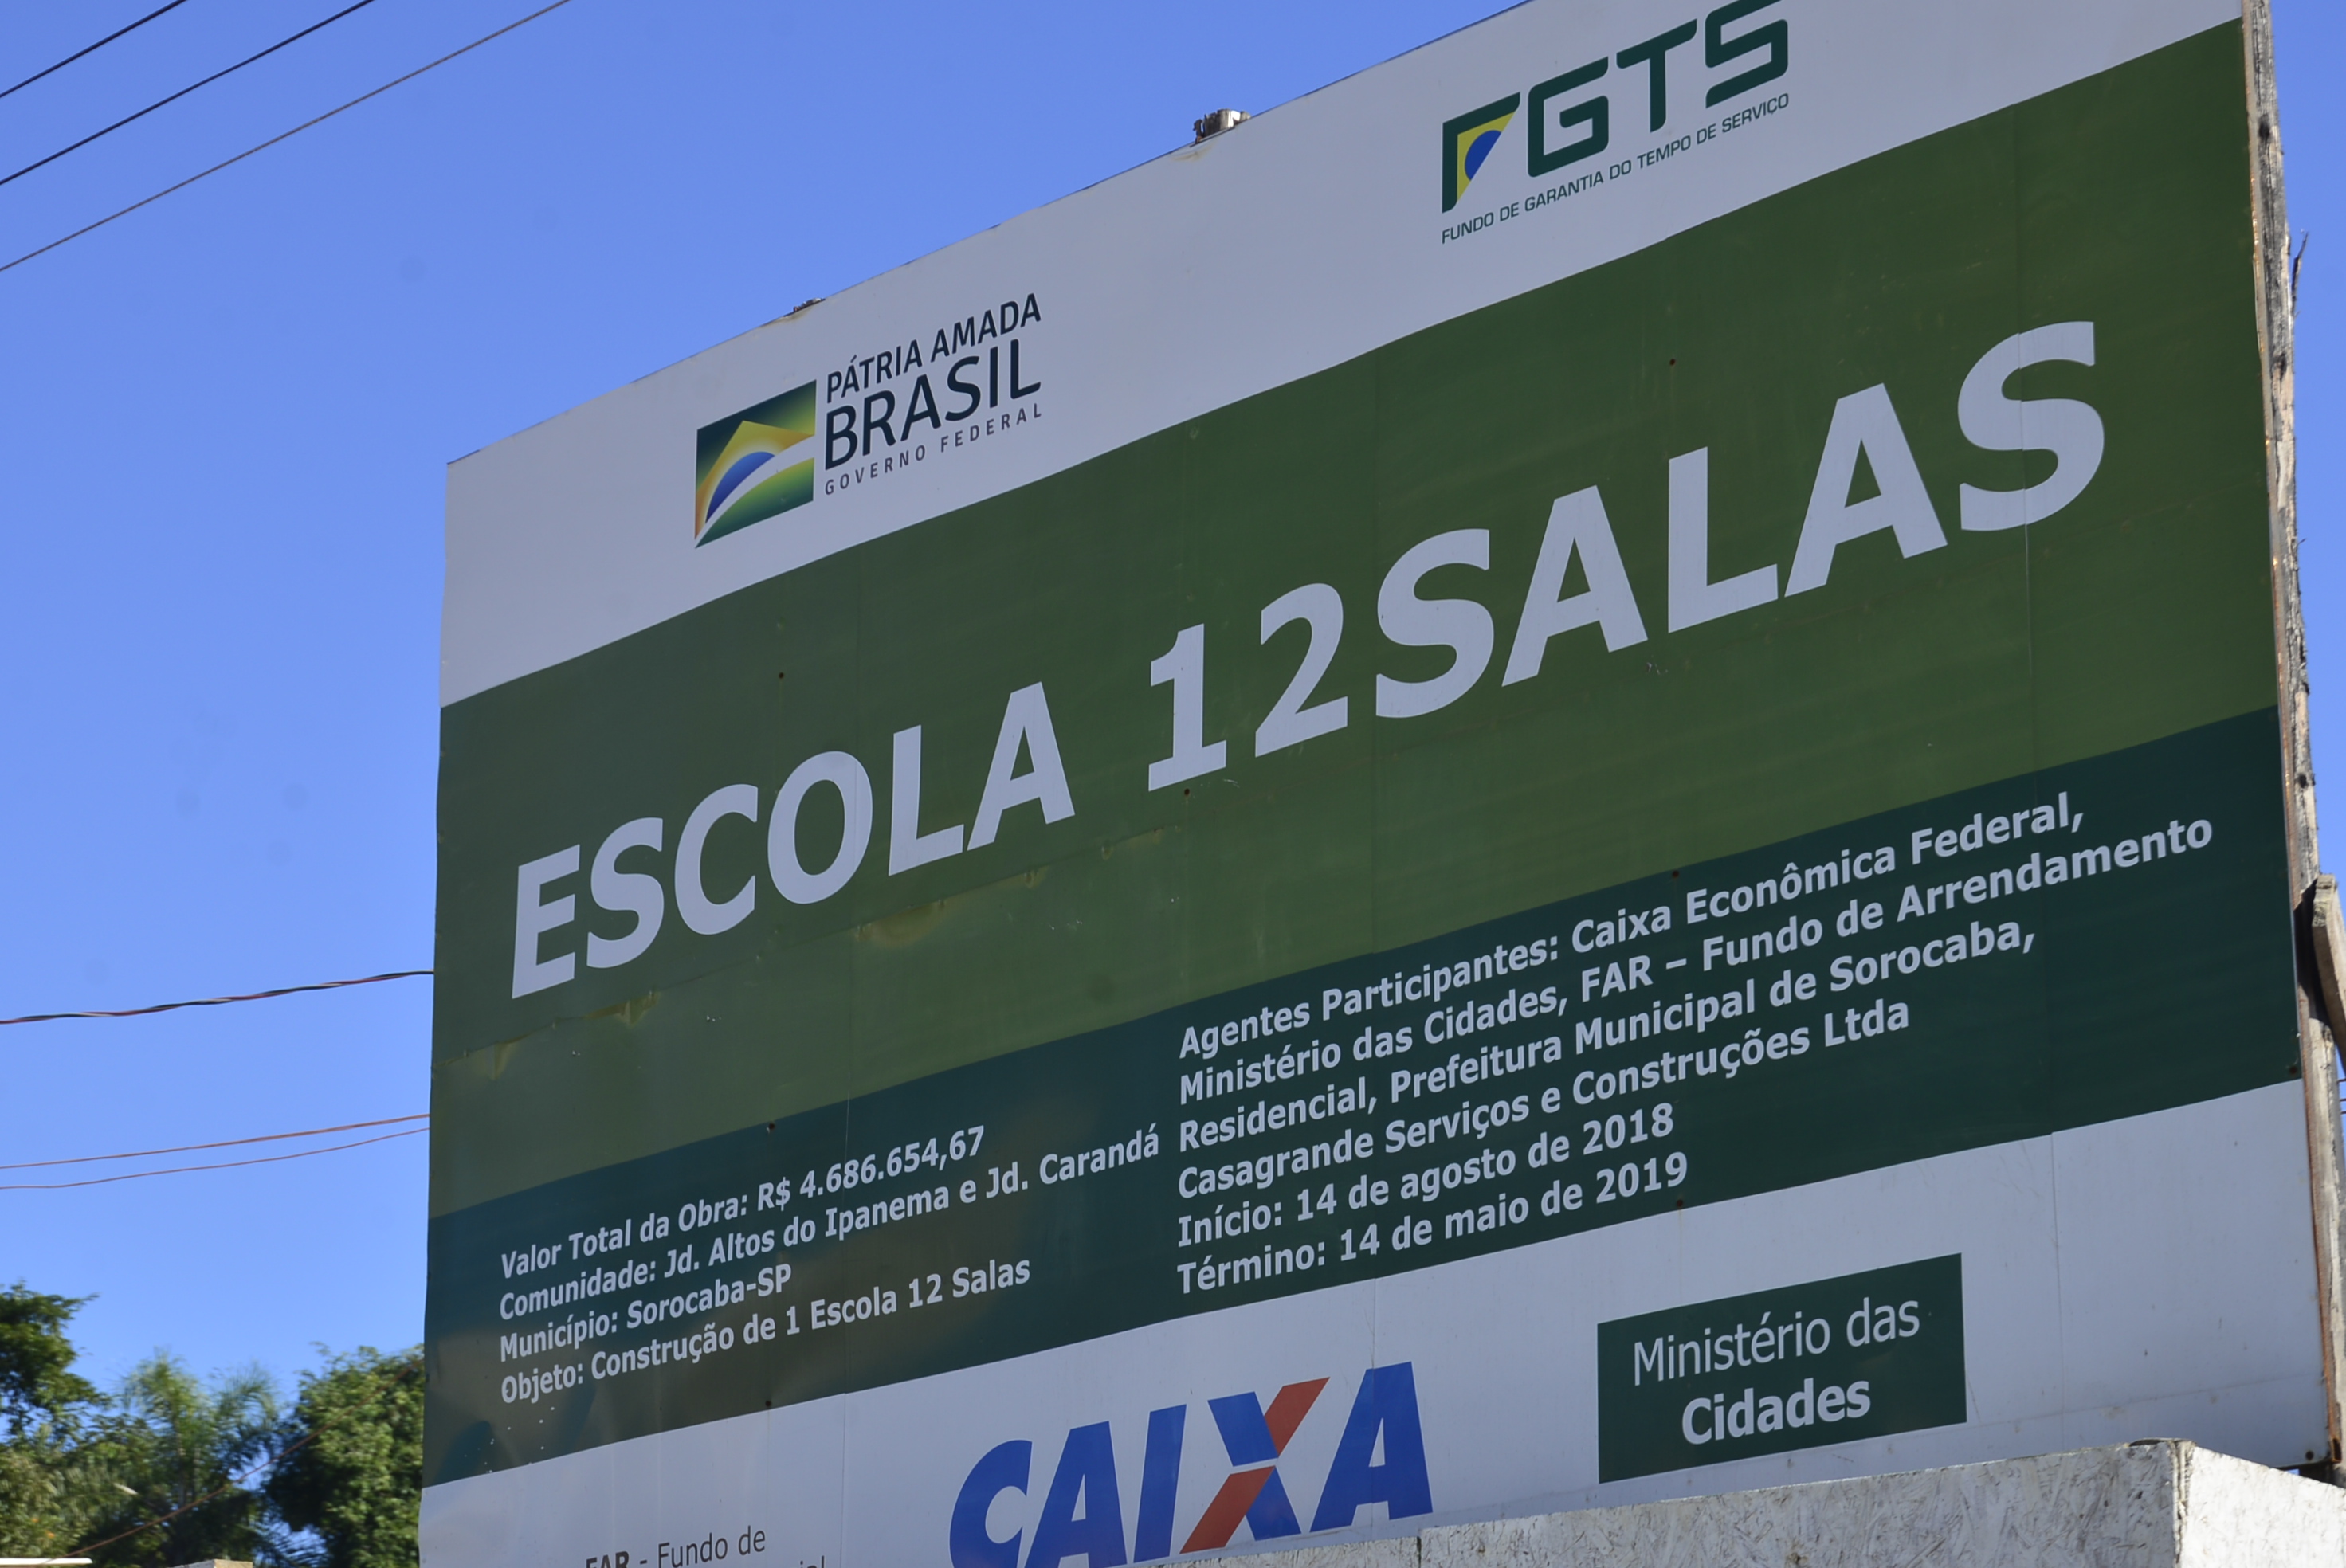 FGTS
FUNDO DE GARANTIA DO TEMPO DE SERVIÇO
PÁTRIA AMADA
BRASIL
GOVERNO FEDERAL
ESCOLA 12SALAS
Valor Total da Obra: R$ 4.686.654,67
Comunidade: Jd. Altos do Ipanema e Jd. Carandá
Município: Sorocaba-SP
Objeto: Construção de 1 Escola 12 Salas
Agentes Participantes: Caixa Econômica Federal,
Ministério das Cidades, FAR – Fundo de Arrendamento
Residencial, Prefeitura Municipal de Sorocaba,
Casagrande Serviços e Construções Ltda
Início: 14 de agosto de 2018
Término: 14 de maio de 2019
FAR - Fundo de
CAIXA
Ministério das
Cidades